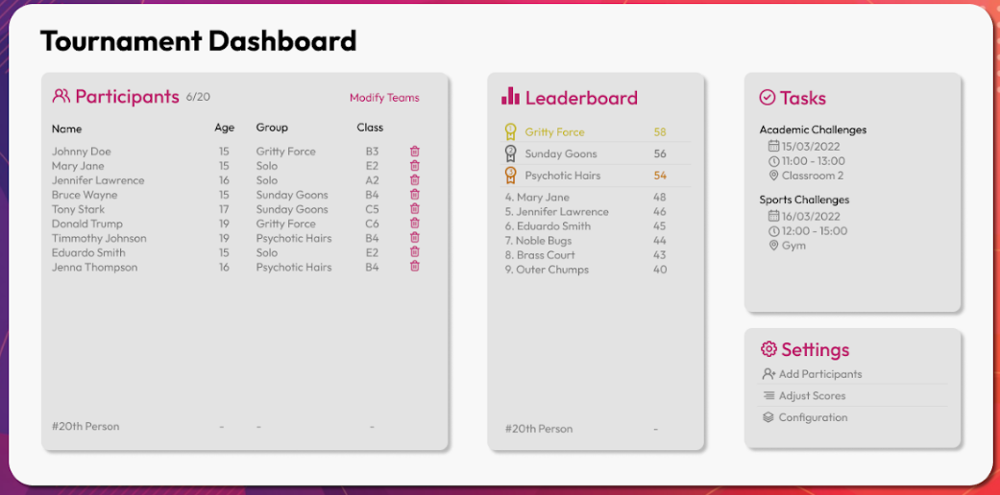 Tournament Dashboard
Participants 6/20 Modify Teams
Name Age Group Class
Johnny Doe 15 Gritty Force B3
Mary Jane 15 Solo E2
Jennifer Lawrence 16 Solo A2
Bruce Wayne 15 Sunday Goons B4
Tony Stark 17 Sunday Goons C5
Donald Trump 19 Gritty Force C6
Timmothy Johnson 19 Psychotic Hairs B4
Eduardo Smith 15 Solo E2
Jenna Thompson 16 Psychotic Hairs B4
#20th Person - - -
Leaderboard
1 Gritty Force 58
2 Sunday Goons 56
3 Psychotic Hairs 54
4. Mary Jane 48
5. Jennifer Lawrence 46
6. Eduardo Smith 45
7. Noble Bugs 44
8. Brass Court 43
9. Outer Chumps 40
#20th Person -
Tasks
Academic Challenges
15/03/2022
11:00 - 13:00
Classroom 2
Sports Challenges
16/03/2022
12:00 - 15:00
Gym
Settings
Add Participants
Adjust Scores
Configuration